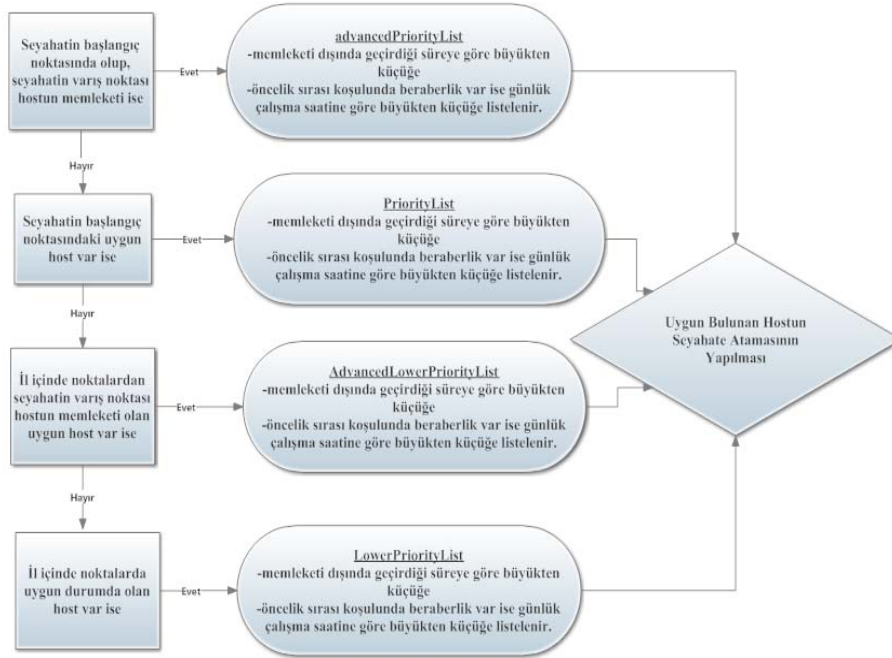 Seyahatin başlangıç
noktasında olup,
seyahatin varış noktası
hostun memleketi ise
Evet
advancedPriorityList
-memleketi dışında geçirdiği süreye göre büyükten
küçüğe
-öncelik sırası koşulunda beraberlik var ise günlük
çalışma saatine göre büyükten küçüğe listelenir.
Hayır
Seyahatin başlangıç
noktasındaki uygun
host var ise
Evet
PriorityList
-memleketi dışında geçirdiği süreye göre büyükten
küçüğe
-öncelik sırası koşulunda beraberlik var ise günlük
çalışma saatine göre büyükten küçüğe listelenir.
Hayır
İl içinde noktalardan
seyahatin varış noktası
hostun memleketi olan
uygun host var ise
Evet
AdvancedLowerPriorityList
-memleketi dışında geçirdiği süreye göre büyükten
küçüğe
-öncelik sırası koşulunda beraberlik var ise günlük
çalışma saatine göre büyükten küçüğe listelenir.
Hayır
İl içinde noktalarda
uygun durumda olan
host var ise
Evet
LowerPriorityList
-memleketi dışında geçirdiği süreye göre büyükten
küçüğe
-öncelik sırası koşulunda beraberlik var ise günlük
çalışma saatine göre büyükten küçüğe listelenir.
Uygun Bulunan Hostun
Seyahate Atamasının
Yapılması